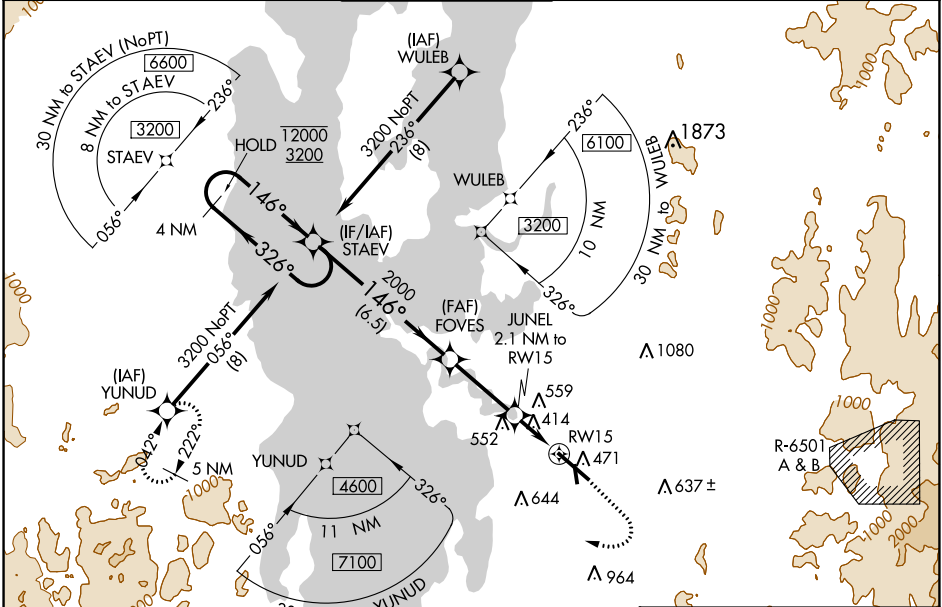 30 NM to STAEV (NoPT)
6600
8 NM to STAEV
3200
236°
STAEV
056°
HOLD
12000
3200
4 NM
146°
326°
(IF/IAF)
STAEV
(IAF)
WULEB
3200 NoPT
236°
(8)
236°
6100
30 NM to WULEB
WULEB
3200
10 NM
326°
1873
1000
1000
1000
1000
2000
146°
(6.5)
(FAF)
FOVES
JUNEL
2.1 NM to
RW15
1080
559
414
552
RW15
471
644
637 ±
964
3200 NoPT
056°
(8)
(IAF)
YUNUD
042°
222°
5 NM
1000
1000
YUNUD
4600
326°
056°
11 NM
7100
YUNUD
1000
R-6501
A & B
1000
2000